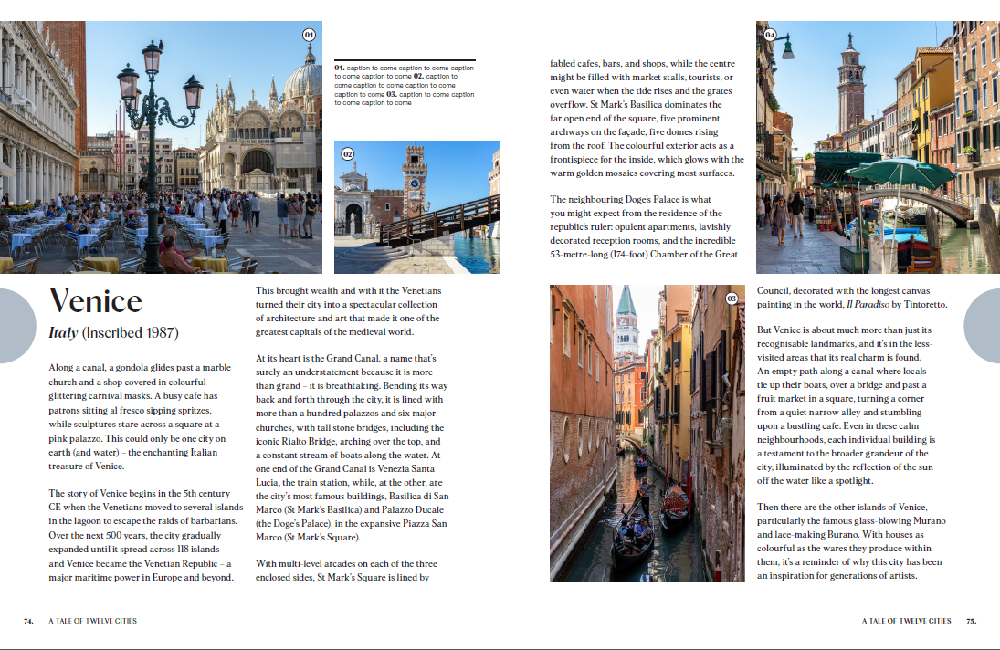 01
01. caption to come caption to come caption
to come caption to come 02. caption to
come caption to come caption to come
caption to come 03. caption to come caption
to come caption to come
02
Venice
Italy (Inscribed 1987)
Along a canal, a gondola glides past a marble
church and a shop covered in colourful
glittering carnival masks. A busy cafe has
patrons sitting al fresco sipping spritzes,
while sculptures stare across a square at a
pink palazzo. This could only be one city on
earth (and water) – the enchanting Italian
treasure of Venice.
The story of Venice begins in the 5th century
CE when the Venetians moved to several islands
in the lagoon to escape the raids of barbarians.
Over the next 500 years, the city gradually
expanded until it spread across 118 islands
and Venice became the Venetian Republic – a
major maritime power in Europe and beyond.
This brought wealth and with it the Venetians
turned their city into a spectacular collection
of architecture and art that made it one of the
greatest capitals of the medieval world.
At its heart is the Grand Canal, a name that's
surely an understatement because it is more
than grand – it is breathtaking. Bending its way
back and forth through the city, it is lined with
more than a hundred palazzos and six major
churches, with tall stone bridges, including the
iconic Rialto Bridge, arching over the top, and
a constant stream of boats along the water. At
one end of the Grand Canal is Venezia Santa
Lucia, the train station, while, at the other, are
the city's most famous buildings, Basilica di San
Marco (St Mark's Basilica) and Palazzo Ducale
(the Doge's Palace), in the expansive Piazza San
Marco (St Mark's Square).
With multi-level arcades on each of the three
enclosed sides, St Mark's Square is lined by
74. A TALE OF TWELVE CITIES
fabled cafes, bars, and shops, while the centre
might be filled with market stalls, tourists, or
even water when the tide rises and the grates
overflow. St Mark's Basilica dominates the
far open end of the square, five prominent
archways on the façade, five domes rising
from the roof. The colourful exterior acts as a
frontispiece for the inside, which glows with the
warm golden mosaics covering most surfaces.
The neighbouring Doge's Palace is what
you might expect from the residence of the
republic's ruler: opulent apartments, lavishly
decorated reception rooms, and the incredible
53-metre-long (174-foot) Chamber of the Great
03
04
Council, decorated with the longest canvas
painting in the world, Il Paradiso by Tintoretto.
But Venice is about much more than just its
recognisable landmarks, and it's in the less-
visited areas that its real charm is found.
An empty path along a canal where locals
tie up their boats, over a bridge and past a
fruit market in a square, turning a corner
from a quiet narrow alley and stumbling
upon a bustling cafe. Even in these calm
neighbourhoods, each individual building is
a testament to the broader grandeur of the
city, illuminated by the reflection of the sun
off the water like a spotlight.
Then there are the other islands of Venice,
particularly the famous glass-blowing Murano
and lace-making Burano. With houses as
colourful as the wares they produce within
them, it's a reminder of why this city has been
an inspiration for generations of artists.
A TALE OF TWELVE CITIES 75.